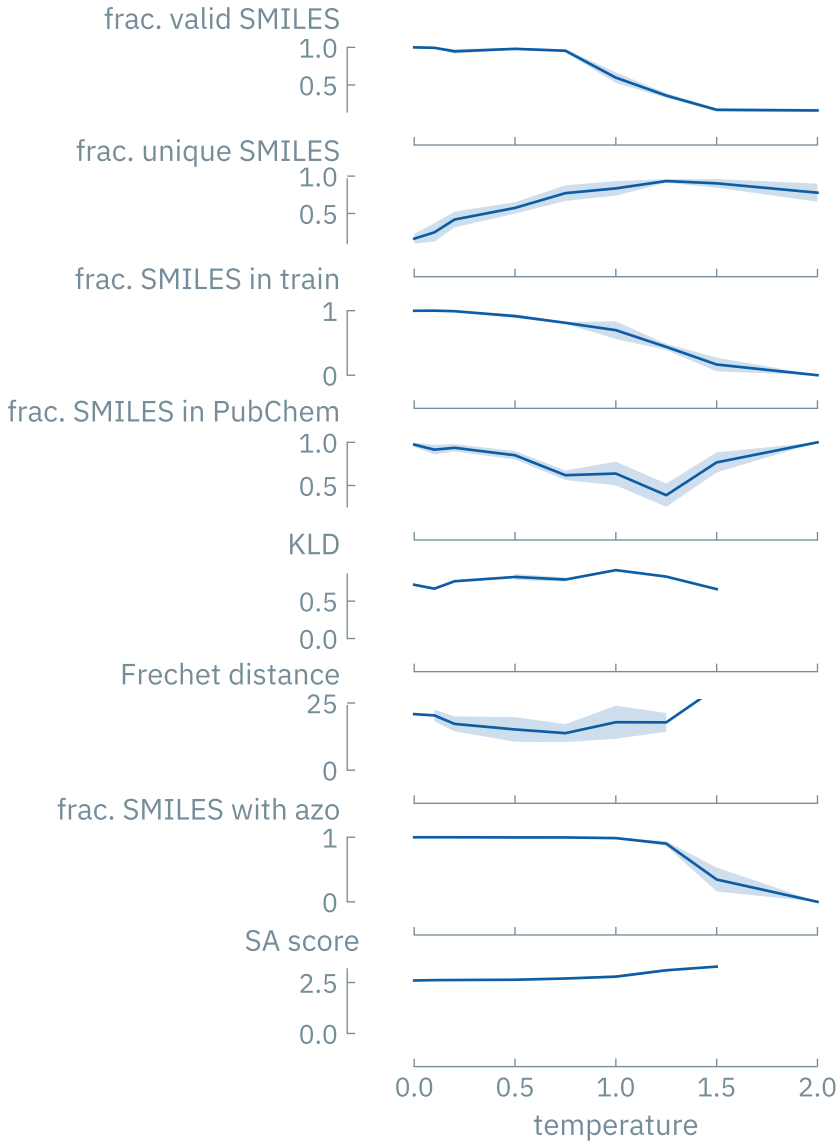 frac. valid SMILES
1.0
0.5
frac. unique SMILES
1.0
0.5
frac. SMILES in train
1
0
frac. SMILES in PubChem
1.0
0.5
KLD
0.5
0.0
Frechet distance
25
0
frac. SMILES with azo
1
0
SA score
2.5
0.0
0.0 0.5 1.0 1.5 2.0
temperature